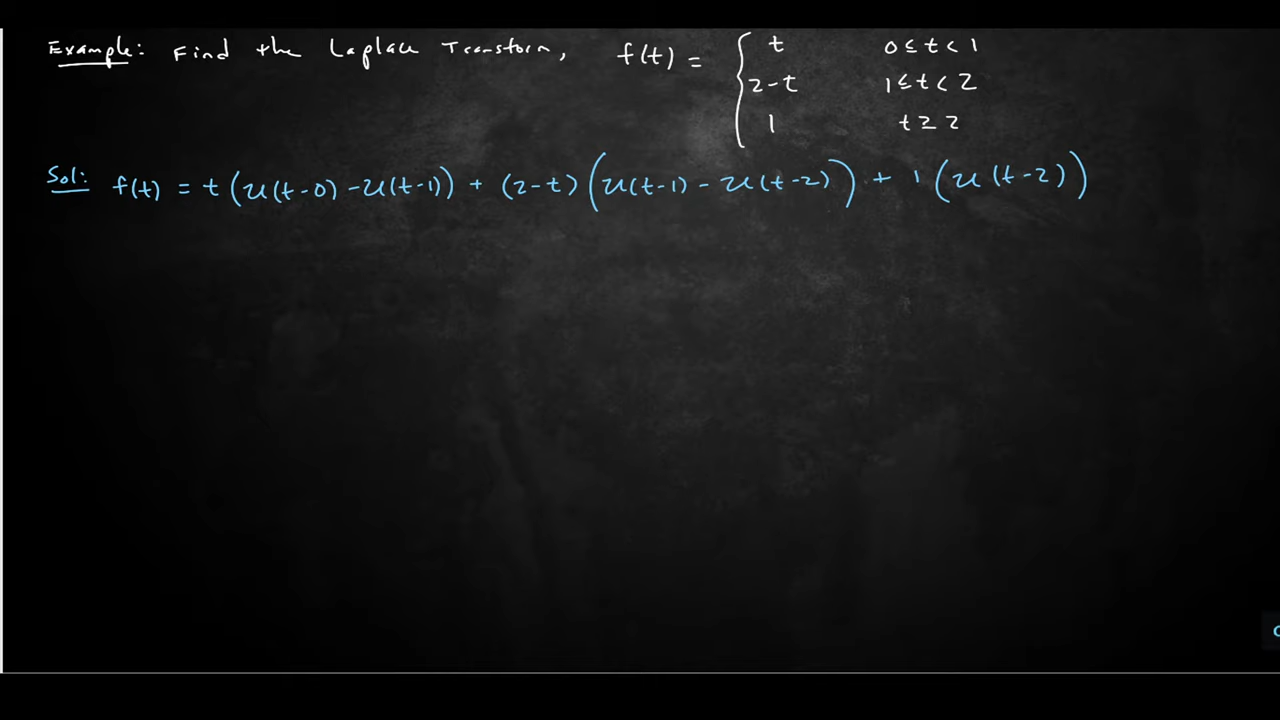 Example: Find the Laplace Transform, f(t) = { t 0 ≤ t < 1
2-t 1 ≤ t < 2
1 t ≥ 2
Sol: f(t) = t (u(t-0) - u(t-1)) + (2-t) (u(t-1) - u(t-2)) + 1 (u(t-2))